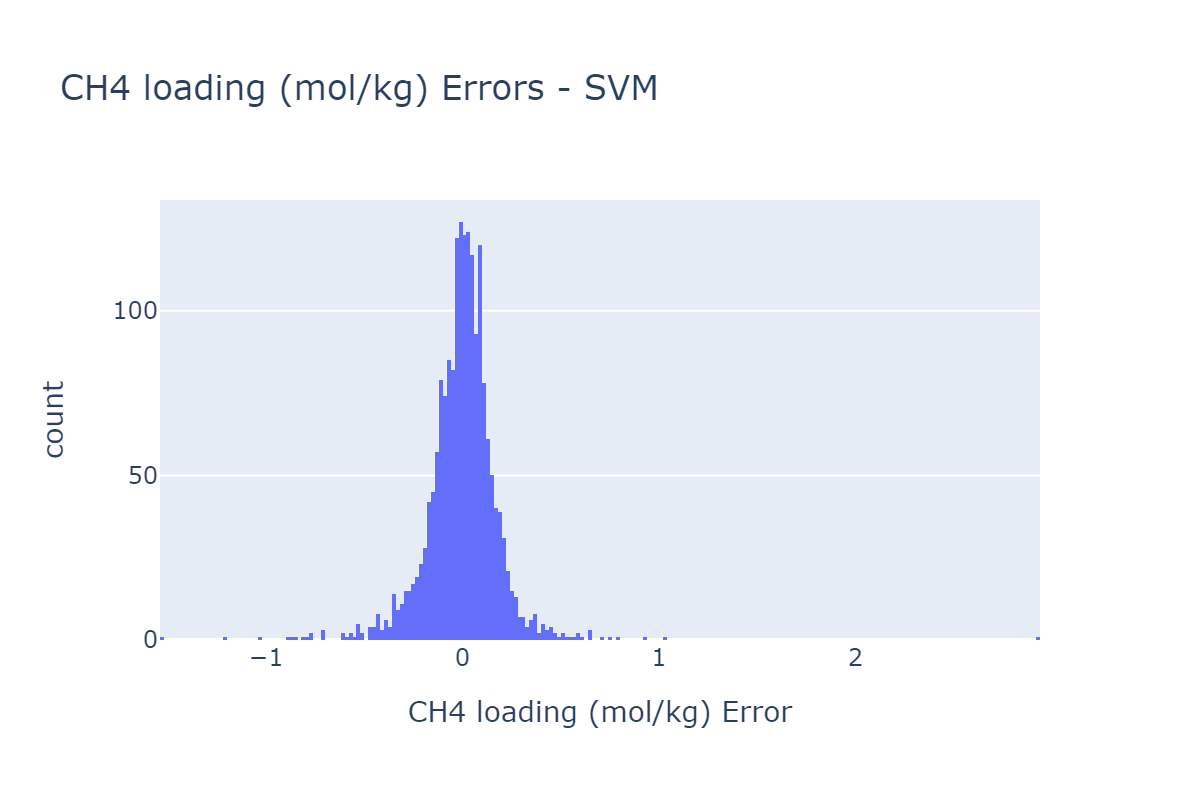 CH4 loading (mol/kg) Errors - SVM
100
count
50
0
−1 0 1 2
CH4 loading (mol/kg) Error